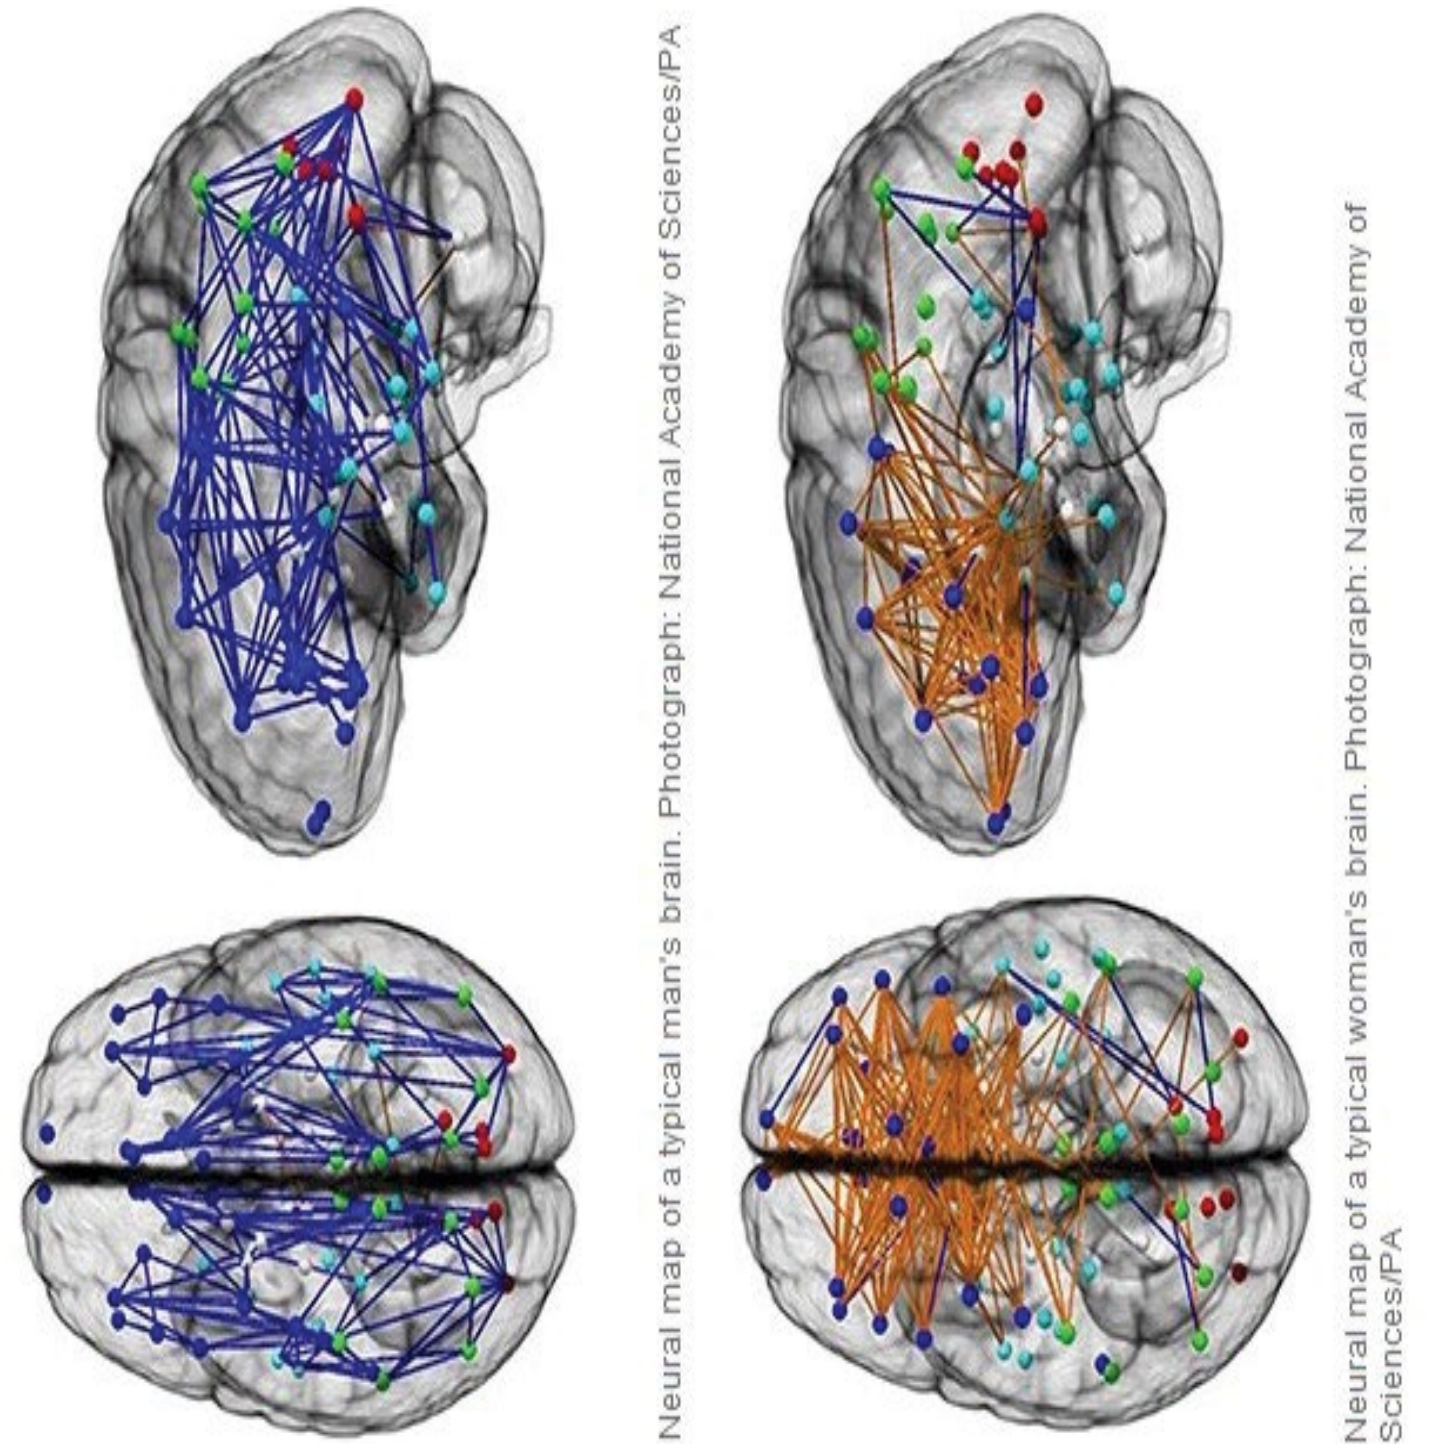 Neural map of a typical man's brain. Photograph: National Academy of Sciences/PA
Neural map of a typical woman's brain. Photograph: National Academy of
Sciences/PA